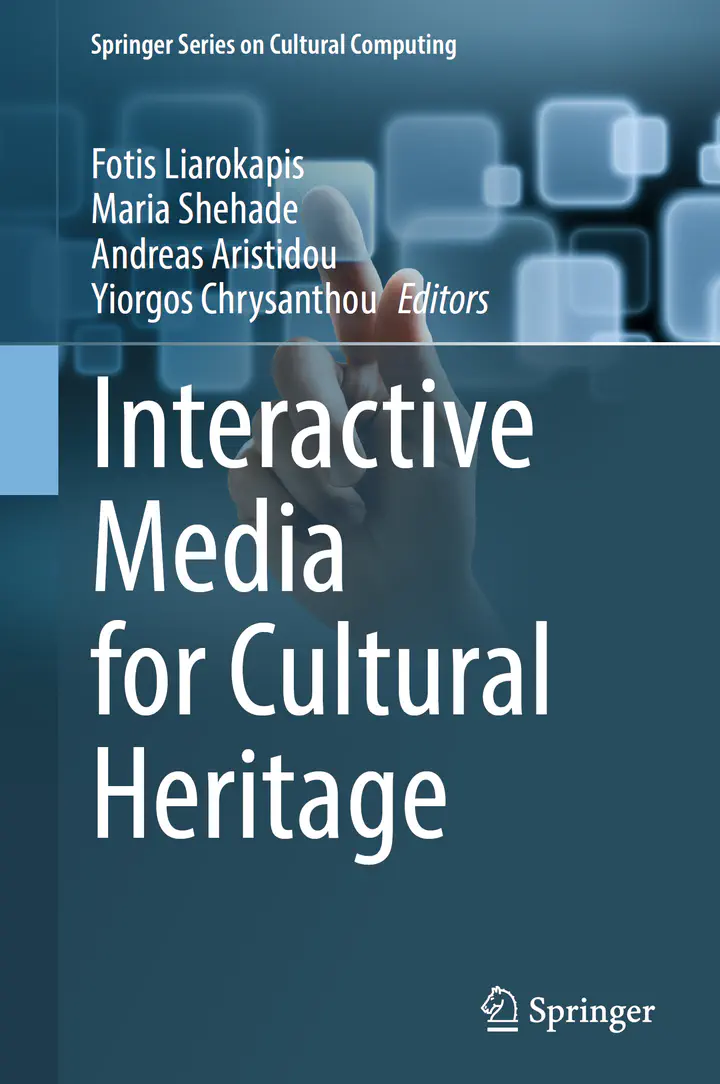 Springer Series on Cultural Computing
Fotis Liarokapis
Maria Shehade
Andreas Aristidou
Yiorgos Chrysanthou Editors
Interactive
Media
for Cultural
Heritage
Springer